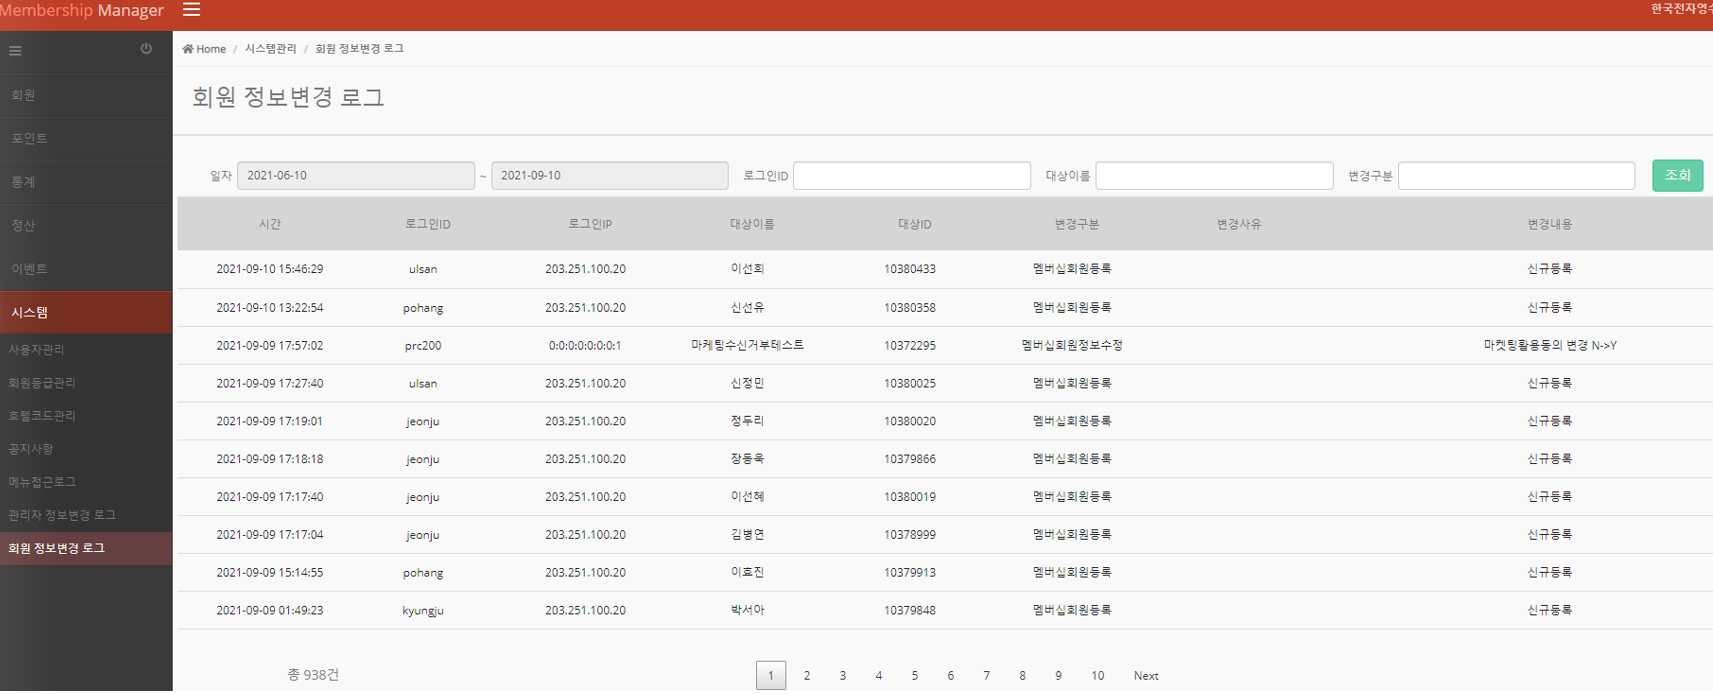 Membership Manager
한국전자영수
Home / 시스템관리 / 회원 정보변경 로그
회원
포인트
통계
정산
이벤트
시스템
사용자관리
회원등급관리
호텔코드관리
공지사항
메뉴접근로그
관리자 정보변경 로그
회원 정보변경 로그
회원 정보변경 로그
일자 2021-06-10 ~ 2021-09-10 로그인ID 대상이름 변경구분 조회
시간 로그인ID 로그인IP 대상이름 대상ID 변경구분 변경사유 변경내용
2021-09-10 15:46:29 ulsan 203.251.100.20 이선희 10380433 멤버십회원등록 신규등록
2021-09-10 13:22:54 pohang 203.251.100.20 신선유 10380358 멤버십회원등록 신규등록
2021-09-09 17:57:02 prc200 0:0:0:0:0:0:0:1 마케팅수신거부테스트 10372295 멤버십회원정보수정 마켓팅활용동의 변경 N->Y
2021-09-09 17:27:40 ulsan 203.251.100.20 신정민 10380025 멤버십회원등록 신규등록
2021-09-09 17:19:01 jeonju 203.251.100.20 정두리 10380020 멤버십회원등록 신규등록
2021-09-09 17:18:18 jeonju 203.251.100.20 장동욱 10379866 멤버십회원등록 신규등록
2021-09-09 17:17:40 jeonju 203.251.100.20 이선혜 10380019 멤버십회원등록 신규등록
2021-09-09 17:17:04 jeonju 203.251.100.20 김병연 10378999 멤버십회원등록 신규등록
2021-09-09 15:14:55 pohang 203.251.100.20 이효진 10379913 멤버십회원등록 신규등록
2021-09-09 01:49:23 kyungju 203.251.100.20 박서아 10379848 멤버십회원등록 신규등록
총 938건
1 2 3 4 5 6 7 8 9 10 Next